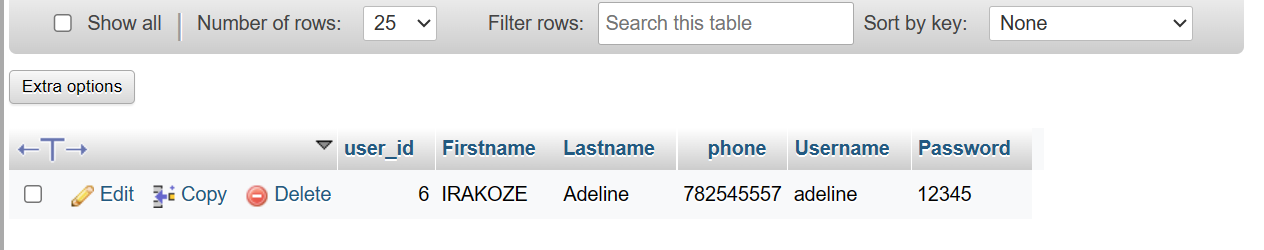 Show all Number of rows: 25 Filter rows: Search this table Sort by key: None
Extra options
←T→ user_id Firstname Lastname phone Username Password
Edit Copy Delete 6 IRAKOZE Adeline 782545557 adeline 12345